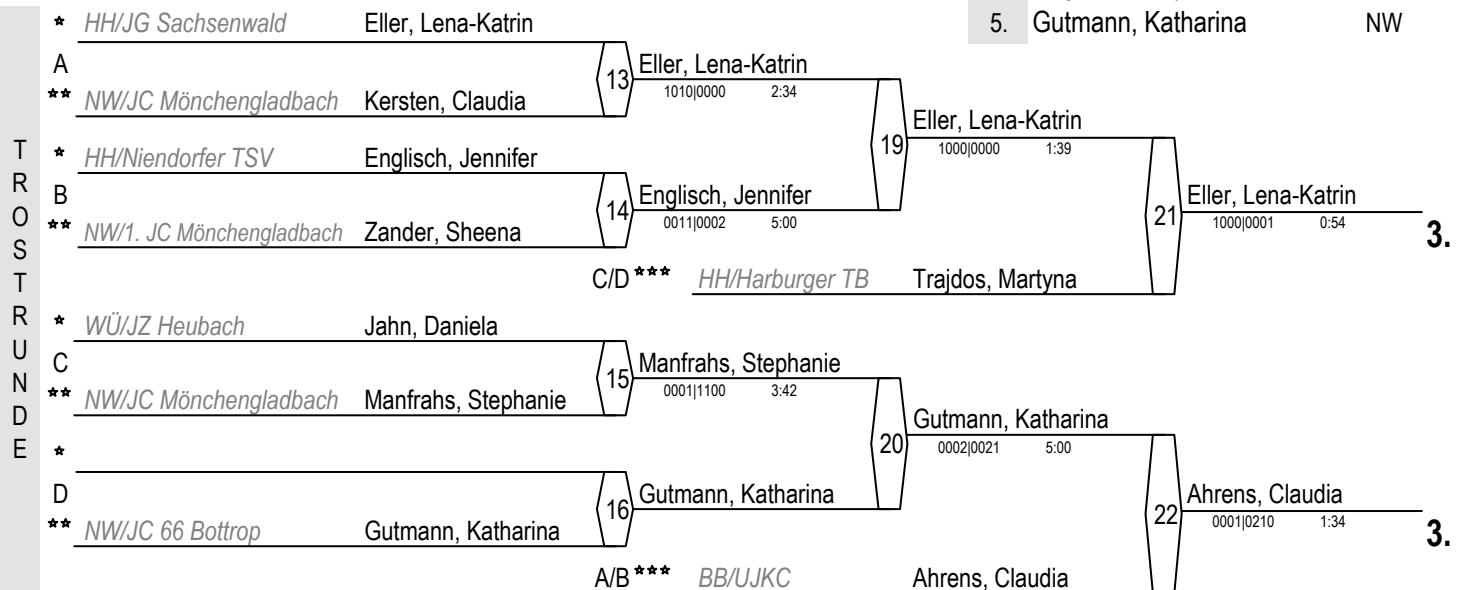 ★ HH/JG Sachsenwald Eller, Lena-Katrin
5. Gutmann, Katharina NW
A
13 Eller, Lena-Katrin
1010|0000 2:34
★★ NW/JC Mönchengladbach Kersten, Claudia
19 Eller, Lena-Katrin
1000|0000 1:39
★ HH/Niendorfer TSV Englisch, Jennifer
B
14 Englisch, Jennifer
0011|0002 5:00
21 Eller, Lena-Katrin
1000|0001 0:54
3.
★★ NW/1. JC Mönchengladbach Zander, Sheena
C/D ★★★ HH/Harburger TB Trajdos, Martyna
TROSTRUNDE
★ WÜ/JZ Heubach Jahn, Daniela
C
15 Manfrahs, Stephanie
0001|1100 3:42
★★ NW/JC Mönchengladbach Manfrahs, Stephanie
20 Gutmann, Katharina
0002|0021 5:00
★
D
16 Gutmann, Katharina
22 Ahrens, Claudia
0001|0210 1:34
3.
★★ NW/JC 66 Bottrop Gutmann, Katharina
A/B ★★★ BB/UJKC Ahrens, Claudia